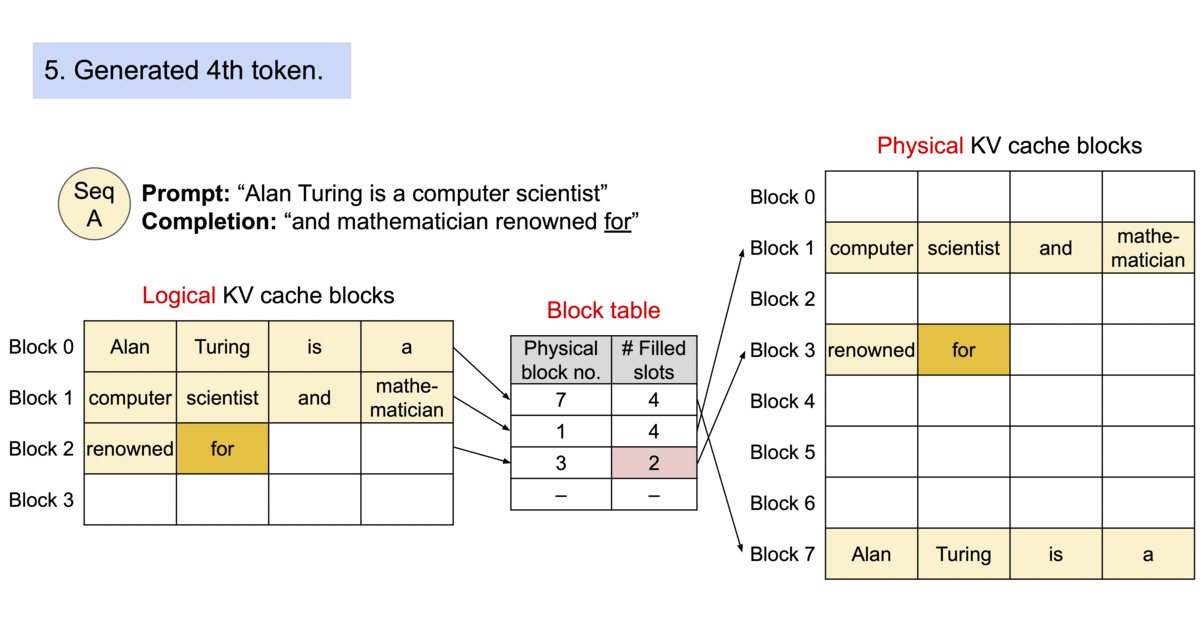 5. Generated 4th token.
Physical KV cache blocks
Seq
A
Prompt: “Alan Turing is a computer scientist”
Completion: “and mathematician renowned for”
Logical KV cache blocks
Block 0 Alan Turing is a
Block 1 computer scientist and mathe-
matician
Block 2 renowned for
Block 3
Block table
Physical
block no. # Filled
slots
7 4
1 4
3 2
– –
Block 0
Block 1 computer scientist and mathe-
matician
Block 2
Block 3 renowned for
Block 4
Block 5
Block 6
Block 7 Alan Turing is a